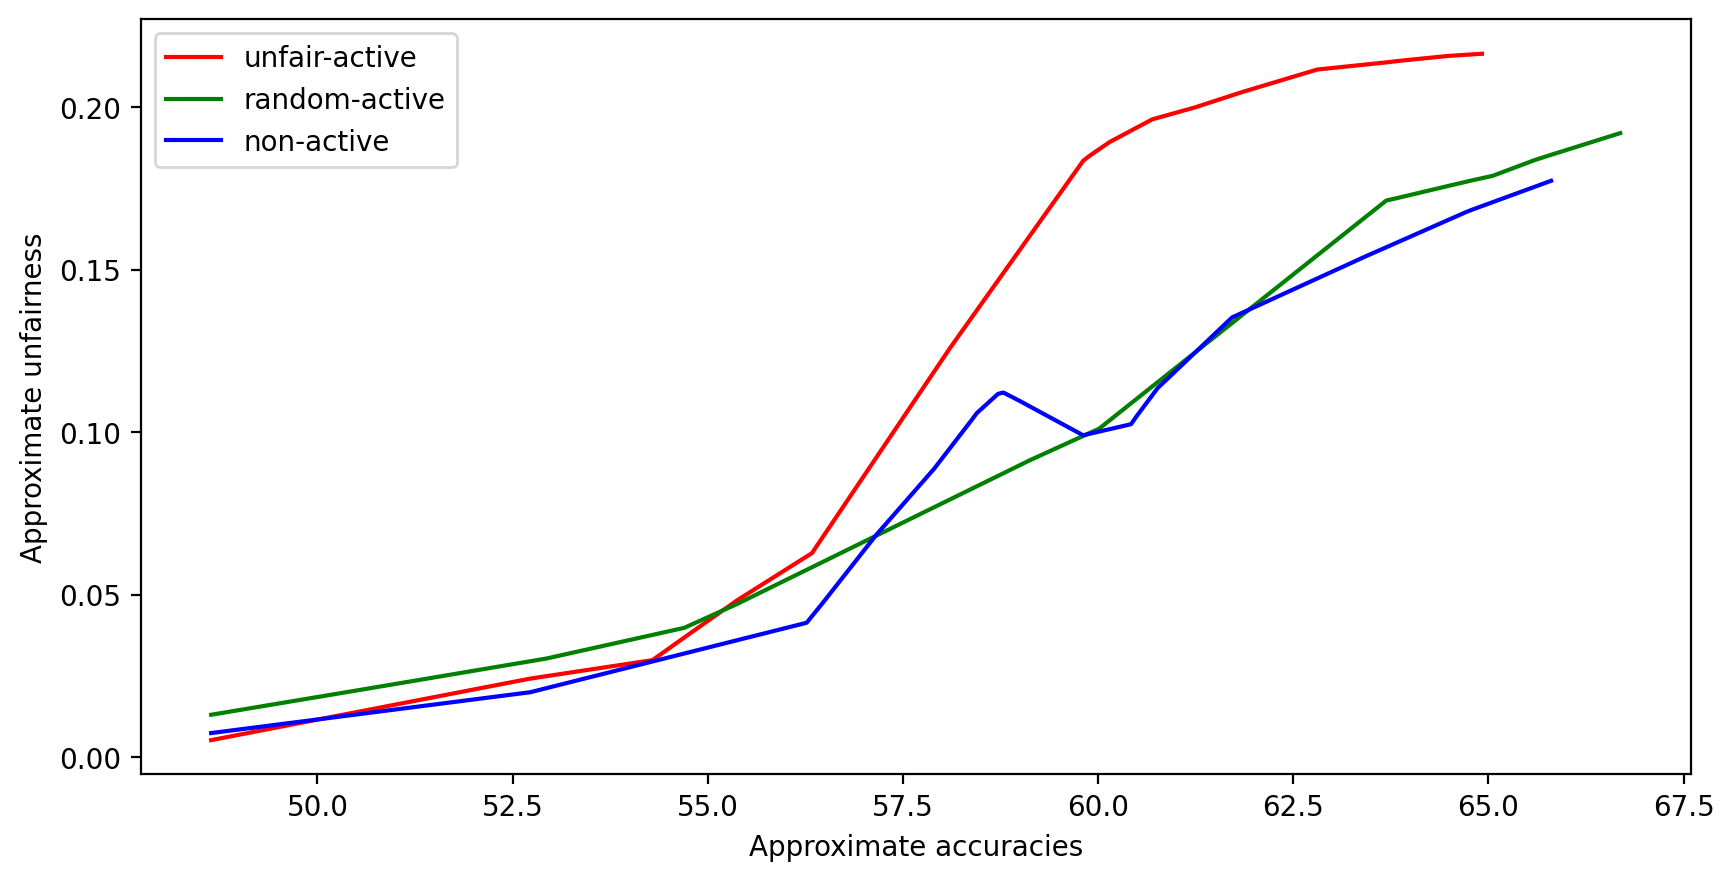 unfair-active
random-active
non-active
Approximate unfairness
0.20
0.15
0.10
0.05
0.00
50.0 52.5 55.0 57.5 60.0 62.5 65.0 67.5
Approximate accuracies